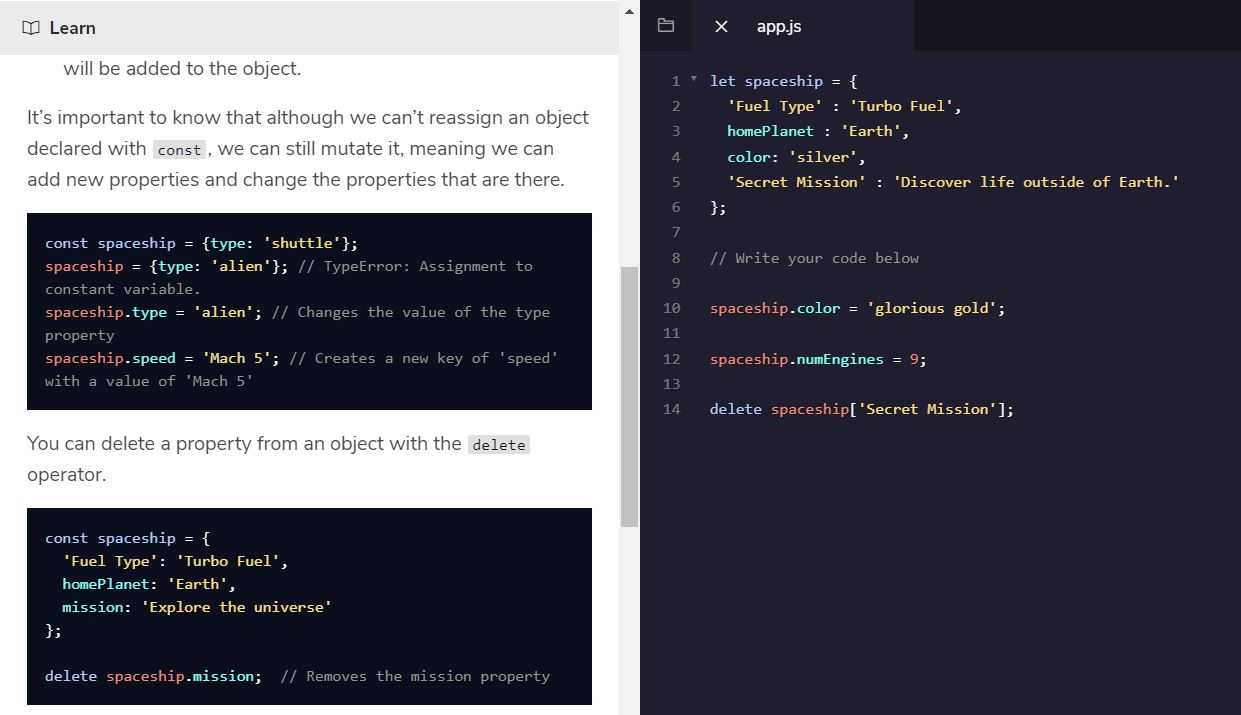 Learn
will be added to the object.
It’s important to know that although we can’t reassign an object
declared with const, we can still mutate it, meaning we can
add new properties and change the properties that are there.
const spaceship = {type: 'shuttle'};
spaceship = {type: 'alien'}; // TypeError: Assignment to
constant variable.
spaceship.type = 'alien'; // Changes the value of the type
property
spaceship.speed = 'Mach 5'; // Creates a new key of 'speed'
with a value of 'Mach 5'
You can delete a property from an object with the delete
operator.
const spaceship = {
  'Fuel Type': 'Turbo Fuel',
  homePlanet: 'Earth',
  mission: 'Explore the universe'
};
delete spaceship.mission;  // Removes the mission property
app.js
1 let spaceship = {
2   'Fuel Type' : 'Turbo Fuel',
3   homePlanet : 'Earth',
4   color: 'silver',
5   'Secret Mission' : 'Discover life outside of Earth.'
6 };
7
8 // Write your code below
9
10 spaceship.color = 'glorious gold';
11
12 spaceship.numEngines = 9;
13
14 delete spaceship['Secret Mission'];